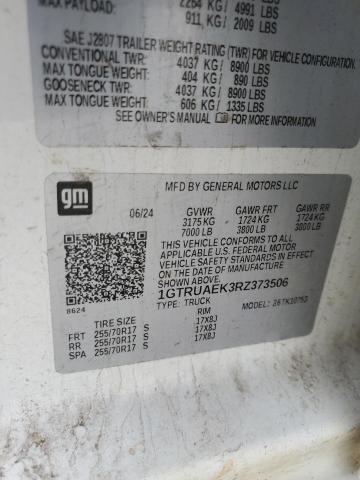 MAX PAYLOAD: 2264 KG / 4991 LBS
911 KG / 2009 LBS
SAE J2807 TRAILER WEIGHT RATING (TWR) FOR VEHICLE CONFIGURATION:
CONVENTIONAL TWR: 4037 KG/ 8900 LBS
MAX TONGUE WEIGHT: 404 KG / 890 LBS
GOOSENECK TWR: 4037 KG/ 8900 LBS
MAX TONGUE WEIGHT: 606 KG / 1335 LBS
SEE OWNER'S MANUAL FOR MORE INFORMATION
gm
MFD BY GENERAL MOTORS LLC
06/24 GVWR GAWR FRT GAWR RR
3175 KG 1724 KG 1724 KG
7000 LB 3800 LB 3800 LB
THIS VEHICLE CONFORMS TO ALL
APPLICABLE U.S. FEDERAL MOTOR
VEHICLE SAFETY STANDARDS IN EFFECT
ON THE DATE OF MANUFACTURE SHOWN ABOVE.
1GTRUAEK3RZ373506
8624 TYPE: TRUCK MODEL:
TIRE SIZE RIM
FRT 255/70R17 S 17X8J
RR 255/70R17 S 17X8J
SPA 255/70R17 S 17X8J